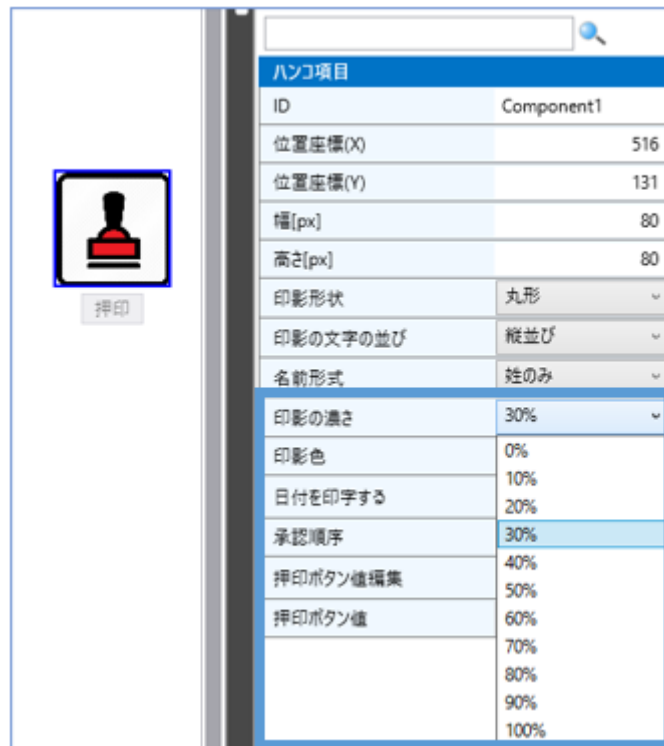 ハンコ項目
ID Component1
位置座標(X) 516
位置座標(Y) 131
幅[px] 80
高さ[px] 80
印影形状 丸形
印影の文字の並び 縦並び
名前形式 姓のみ
印影の濃さ 30%
印影色
日付を印字する
承認順序
押印ボタン値編集
押印ボタン値
0%
10%
20%
30%
40%
50%
60%
70%
80%
90%
100%
押印